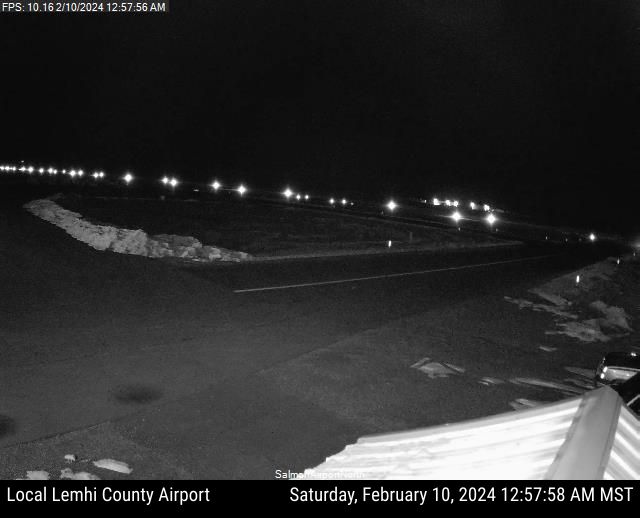 FPS: 10.16 2/10/2024 12:57:56 AM
SalmonAirportNorth
Local Lemhi County Airport Saturday, February 10, 2024 12:57:58 AM MST